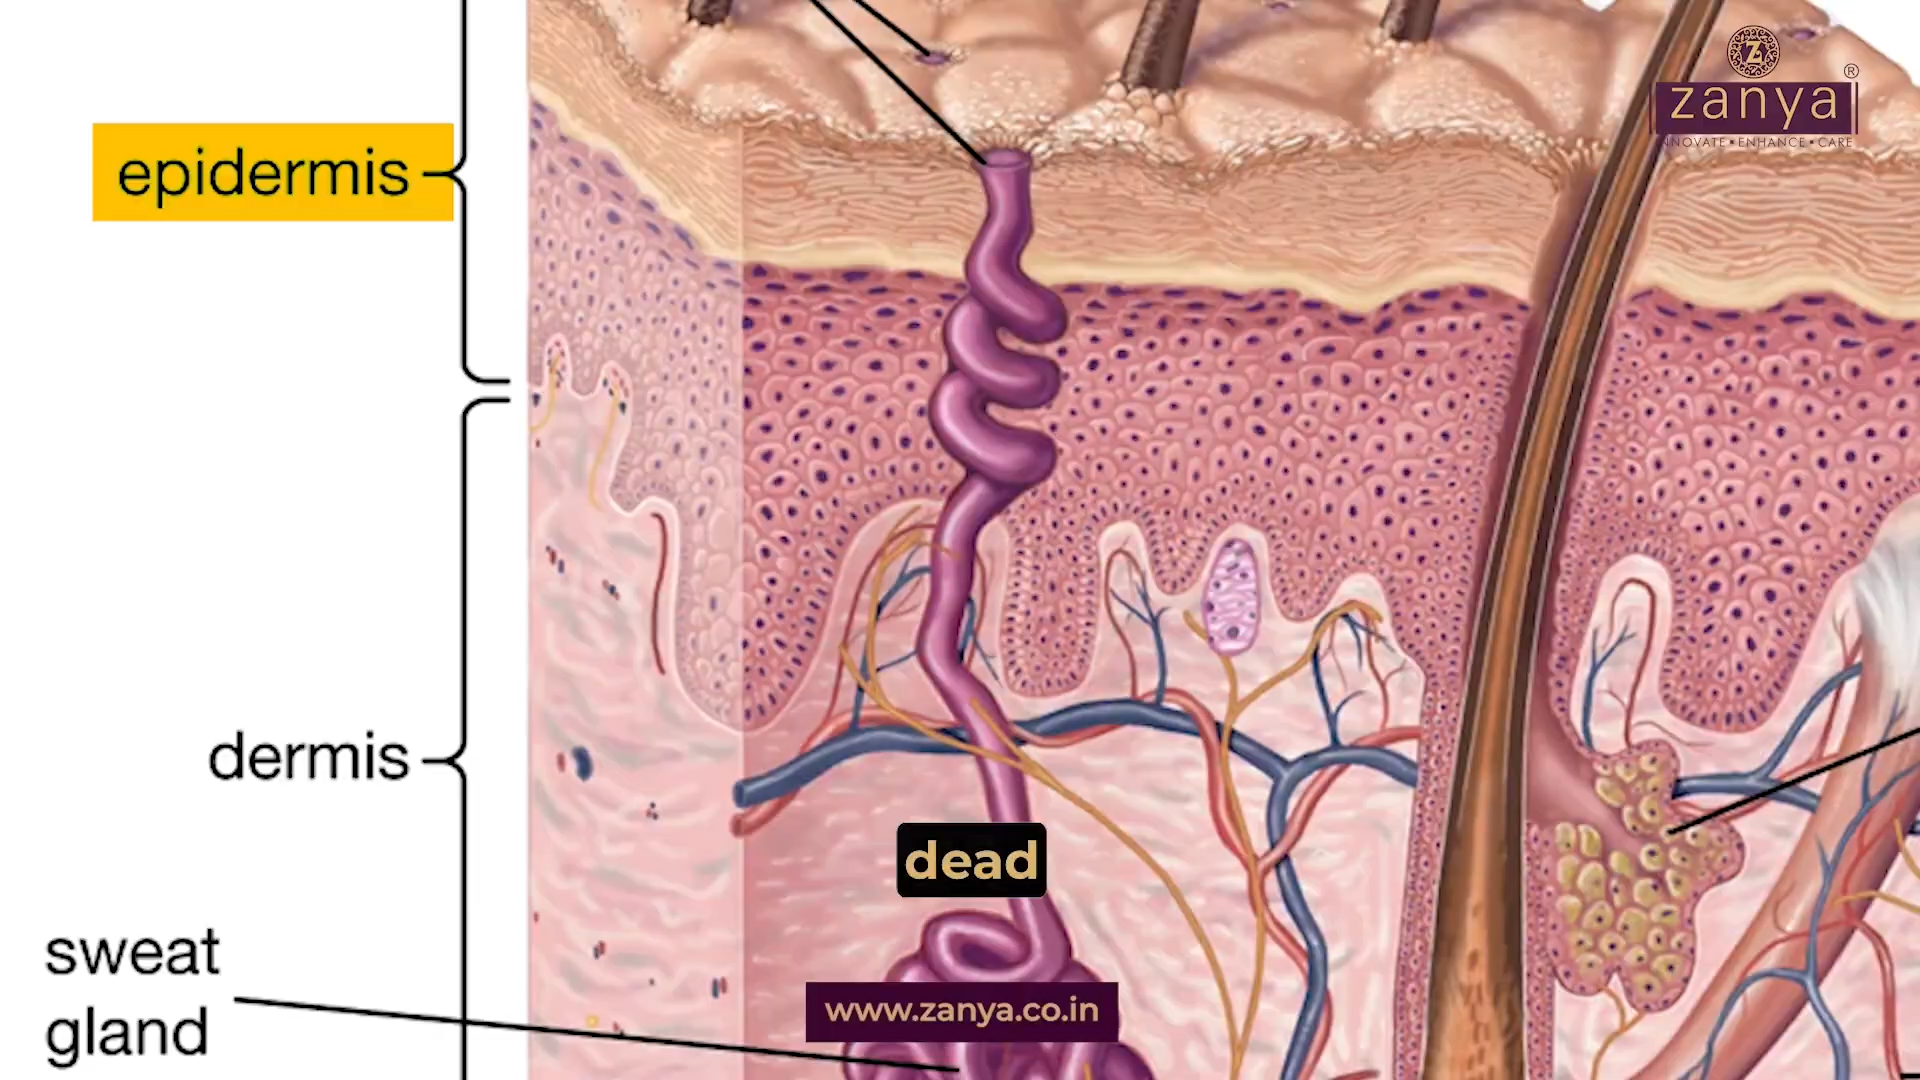 zanya
®
INNOVATE • ENHANCE • CARE
epidermis
dermis
dead
sweat
gland
www.zanya.co.in